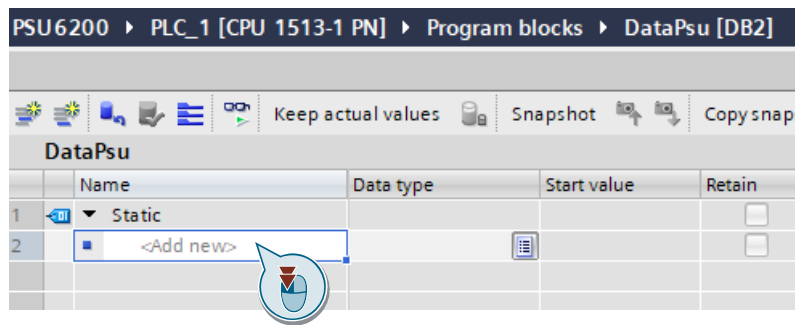 PSU6200 ▸ PLC_1 [CPU 1513-1 PN] ▸ Program blocks ▸ DataPsu [DB2]
Keep actual values Snapshot Copy snap
DataPsu
Name Data type Start value Retain
1 Static
2 <Add new>